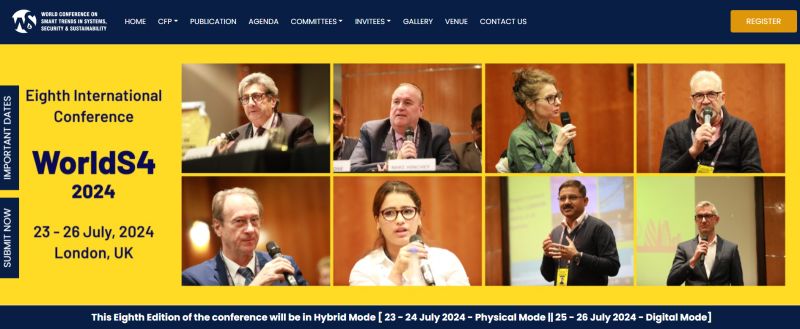 WORLD CONFERENCE ON
SMART TRENDS IN SYSTEMS,
SECURITY & SUSTAINABILITY
HOME CFP PUBLICATION AGENDA COMMITTEES INVITEES GALLERY VENUE CONTACT US
REGISTER
IMPORTANT DATES
SUBMIT NOW
Eighth International
Conference
WorldS4
2024
23 - 26 July, 2024
London, UK
This Eighth Edition of the conference will be in Hybrid Mode [ 23 - 24 July 2024 - Physical Mode || 25 - 26 July 2024 - Digital Mode]